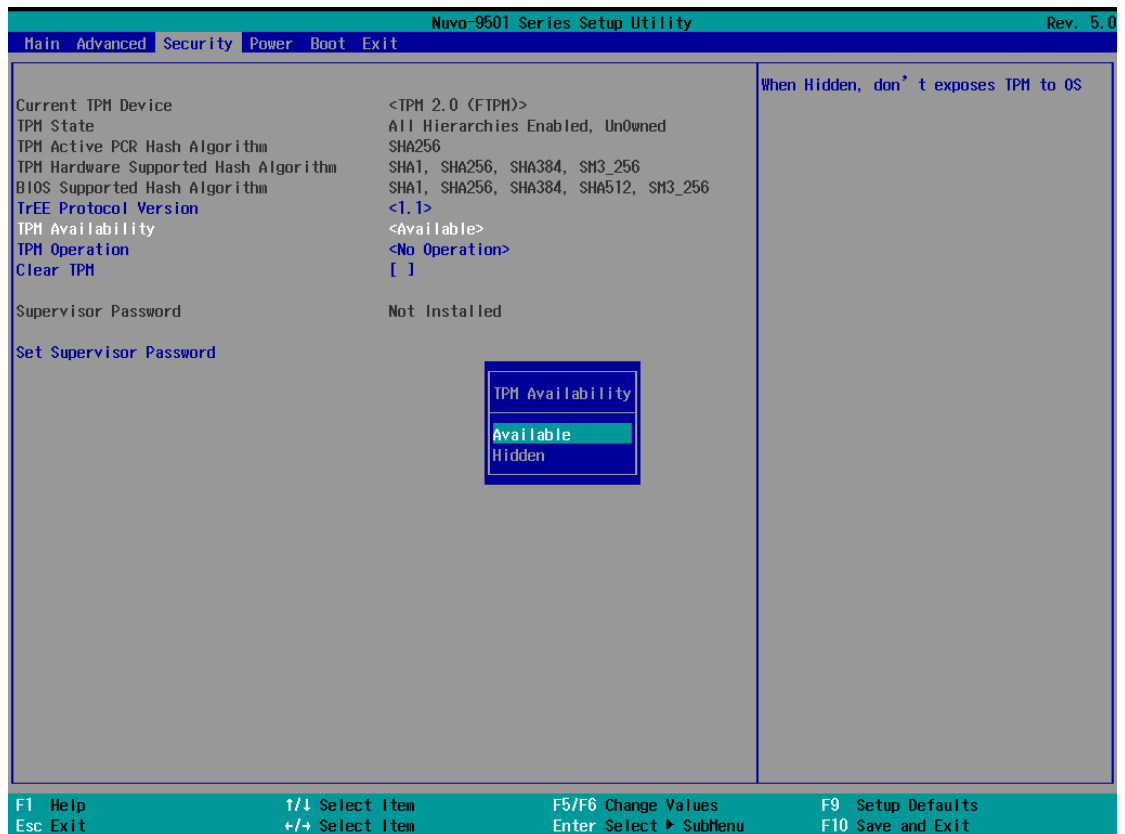 Nuvo-9501 Series Setup Utility Rev. 5.0
Main Advanced Security Power Boot Exit
When Hidden, don't exposes TPM to OS
Current TPM Device <TPM 2.0 (FTPM)>
TPM State All Hierarchies Enabled, UnOwned
TPM Active PCR Hash Algorithm SHA256
TPM Hardware Supported Hash Algorithm SHA1, SHA256, SHA384, SM3_256
BIOS Supported Hash Algorithm SHA1, SHA256, SHA384, SHA512, SM3_256
TrEE Protocol Version <1.1>
TPM Availability <Available>
TPM Operation <No Operation>
Clear TPM [ ]
Supervisor Password Not Installed
Set Supervisor Password
TPM Availability
Available
Hidden
F1 Help ↑/↓ Select Item F5/F6 Change Values F9 Setup Defaults
Esc Exit ←/→ Select Item Enter Select ▶ SubMenu F10 Save and Exit